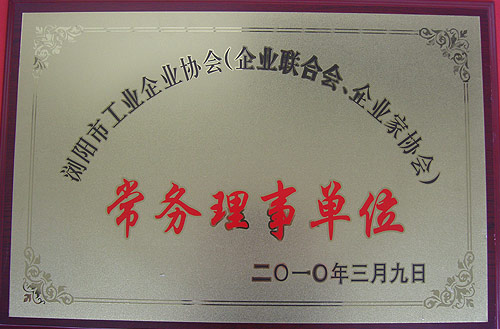 浏阳市工业企业协会(企业联合会、企业家协会)
常务理事单位
二〇一〇年三月九日